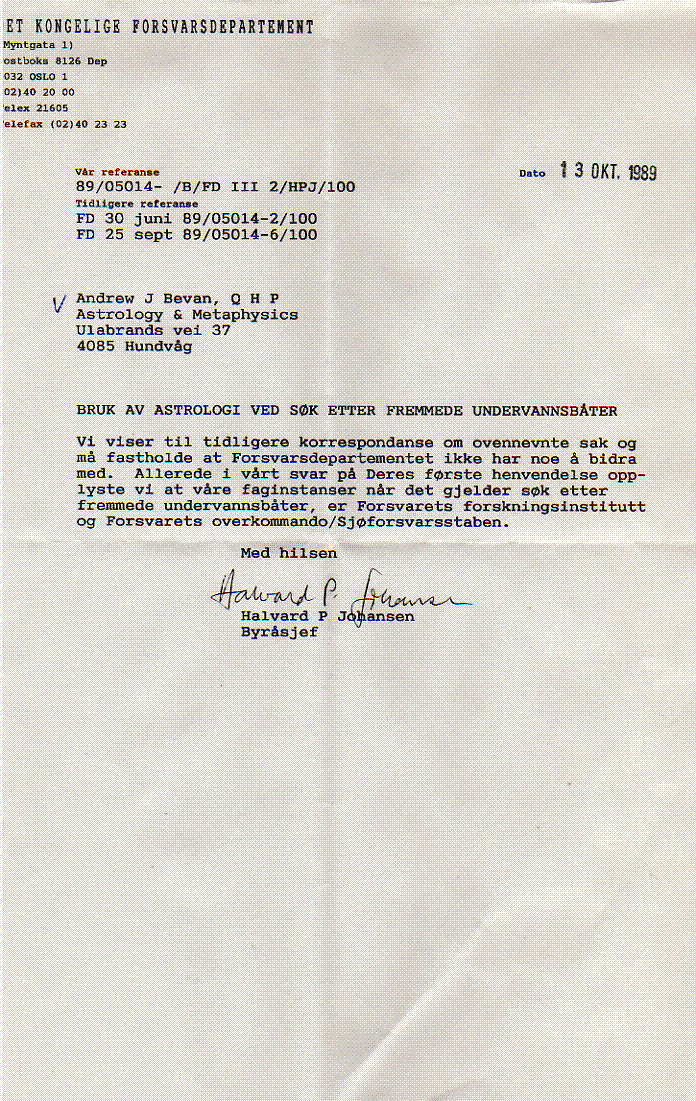 ET KONGELIGE FORSVARSDEPARTEMENT
Myntgata 1)
ostboks 8126 Dep
032 OSLO 1
02)40 20 00
elex 21605
elefax (02)40 23 23
Vår referanse
89/05014- /B/FD III 2/HPJ/100
Dato 13 OKT. 1989
Tidligere referanse
FD 30 juni 89/05014-2/100
FD 25 sept 89/05014-6/100
V Andrew J Bevan, Q H P
Astrology & Metaphysics
Ulabrands vei 37
4085 Hundvåg
BRUK AV ASTROLOGI VED SØK ETTER FREMMEDE UNDERVANNSBÅTER
Vi viser til tidligere korrespondanse om ovennevnte sak og
må fastholde at Forsvarsdepartementet ikke har noe å bidra
med. Allerede i vårt svar på Deres første henvendelse opp-
lyste vi at våre faginstanser når det gjelder søk etter
fremmede undervannsbåter, er Forsvarets forskningsinstitutt
og Forsvarets overkommando/Sjøforsvarsstaben.
Med hilsen
Halvard P. Johansen
Halvard P Johansen
Byråsjef